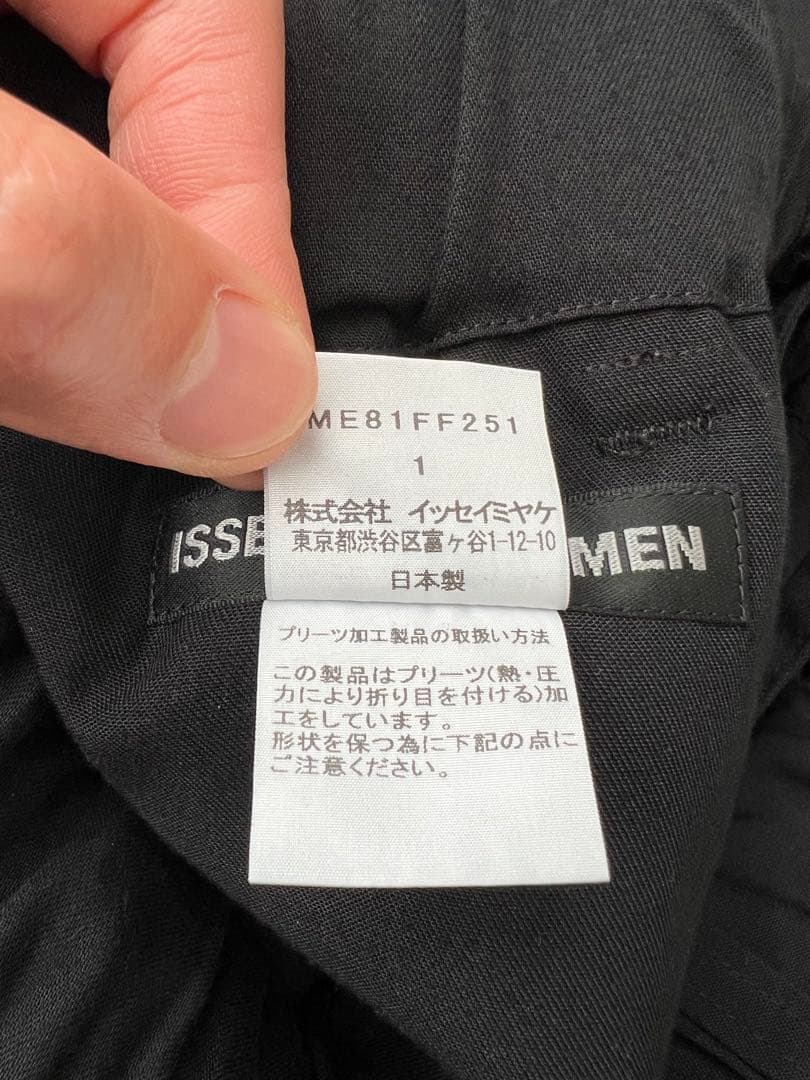 ME81FF251
1
株式会社 イッセイミヤケ
東京都渋谷区富ヶ谷1-12-10
日本製
ISSE MEN
プリーツ加工製品の取扱い方法
この製品はプリーツ(熱・圧
力により折り目を付ける)加
工をしています。
形状を保つ為に下記の点に
ご注意ください。